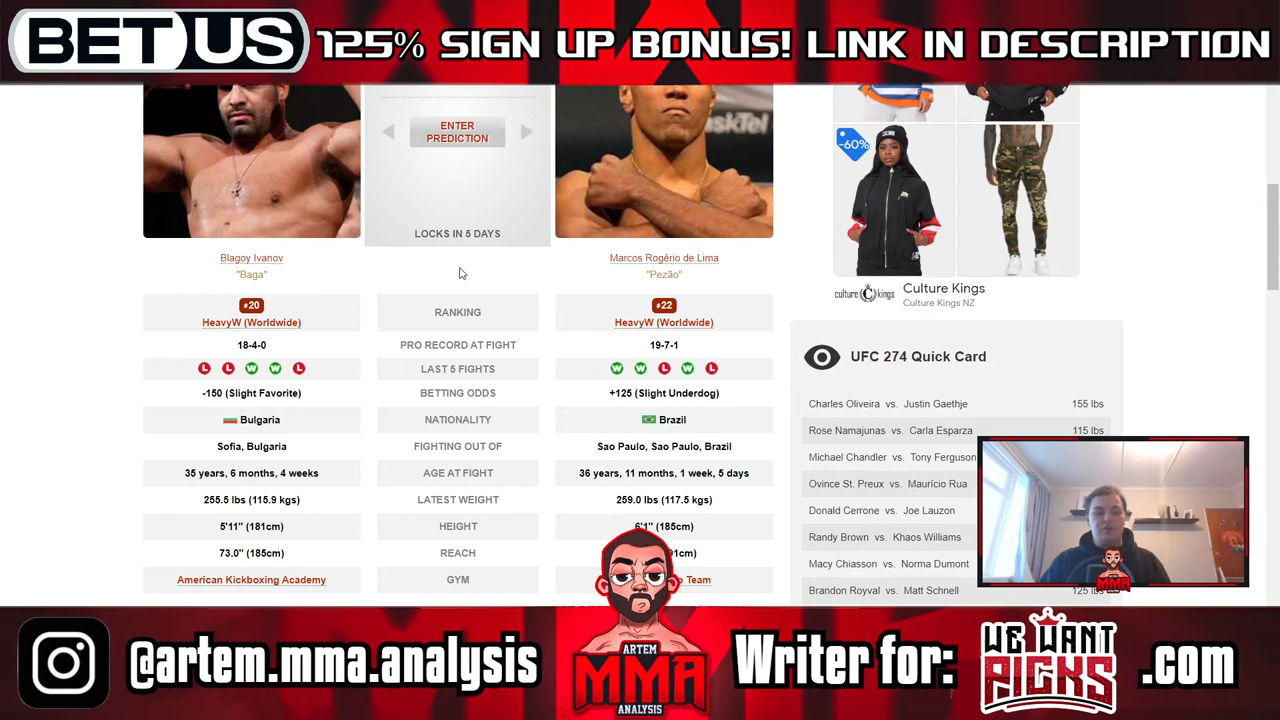 BETUS 125% SIGN UP BONUS! LINK IN DESCRIPTION
ENTER
PREDICTION
LOCKS IN 5 DAYS
-60%
Blagoy Ivanov
"Baga"
Marcos Rogério de Lima
"Pezão"
culture kings
Culture Kings
Culture Kings NZ
#20
HeavyW (Worldwide)
RANKING
#22
HeavyW (Worldwide)
18-4-0 PRO RECORD AT FIGHT 19-7-1
L L W W L LAST 5 FIGHTS W W L W L
-150 (Slight Favorite) BETTING ODDS +125 (Slight Underdog)
Bulgaria NATIONALITY Brazil
Sofia, Bulgaria FIGHTING OUT OF Sao Paulo, Sao Paulo, Brazil
35 years, 6 months, 4 weeks AGE AT FIGHT 36 years, 11 months, 1 week, 5 days
255.5 lbs (115.9 kgs) LATEST WEIGHT 259.0 lbs (117.5 kgs)
5'11" (181cm) HEIGHT 6'1" (185cm)
73.0" (185cm) REACH
American Kickboxing Academy GYM Team
UFC 274 Quick Card
Charles Oliveira vs. Justin Gaethje 155 lbs
Rose Namajunas vs. Carla Esparza 115 lbs
Michael Chandler vs. Tony Ferguson
Ovince St. Preux vs. Maurício Rua
Donald Cerrone vs. Joe Lauzon
Randy Brown vs. Khaos Williams
Macy Chiasson vs. Norma Dumont
Brandon Royval vs. Matt Schnell 125 lbs
MMA
@artem.mma.analysis
ARTEM
MMA
ANALYSIS
Writer for:
WE WANT
PICKS
.com